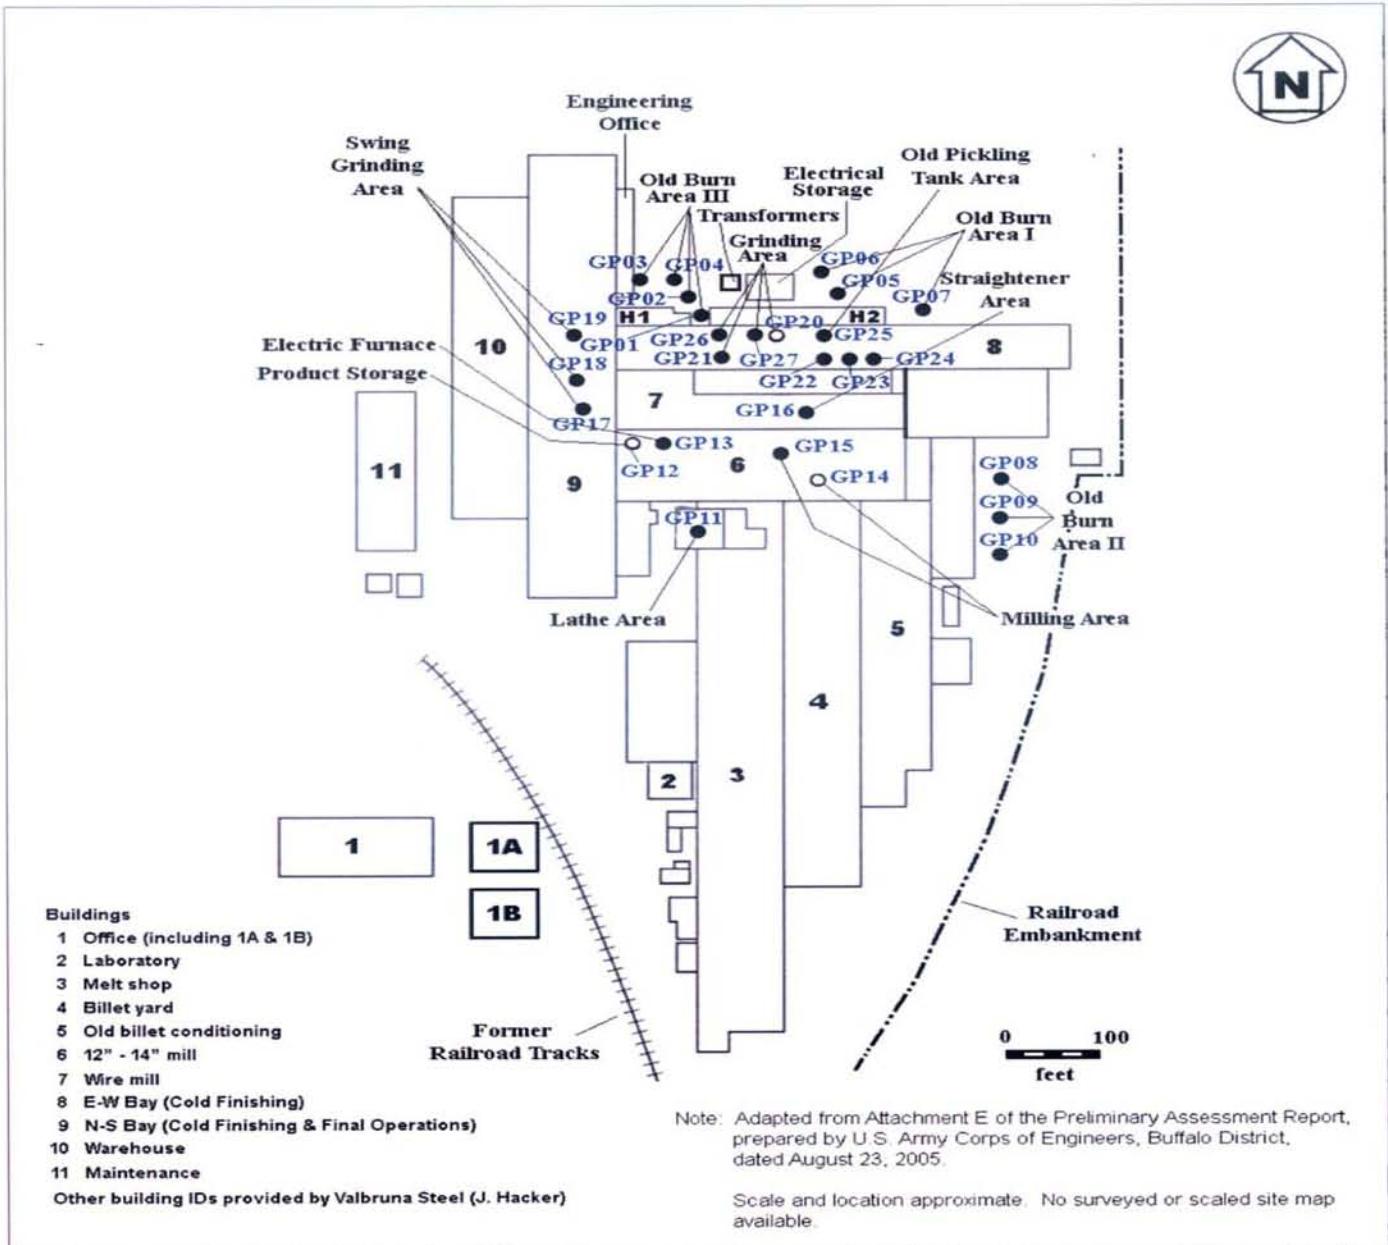 N
Engineering
Office
Swing
Grinding
Area
Old Burn
Area III
Transformers
Electrical
Storage
Old Pickling
Tank Area
Grinding
Area
Old Burn
Area I
Straightener
Area
GP03
GP04
GP06
GP05
GP02
GP07
GP19
H1
H2
GP20
GP01
GP26
GP25
Electric Furnace
10
8
GP18
GP21
GP27
GP24
Product Storage
GP22
GP23
7
GP16
GP17
GP13
GP15
GP12
6
GP14
GP08
11
9
GP09
Old
Burn
Area II
GP11
GP10
Lathe Area
Milling Area
5
4
2
3
1
1A
1B
Railroad
Embankment
Former
Railroad Tracks
0 100
feet
Buildings
1 Office (including 1A & 1B)
2 Laboratory
3 Melt shop
4 Billet yard
5 Old billet conditioning
6 12" - 14" mill
7 Wire mill
8 E-W Bay (Cold Finishing)
9 N-S Bay (Cold Finishing & Final Operations)
10 Warehouse
11 Maintenance
Other building IDs provided by Valbruna Steel (J. Hacker)
Note: Adapted from Attachment E of the Preliminary Assessment Report,
prepared by U.S. Army Corps of Engineers, Buffalo District,
dated August 23, 2005.
Scale and location approximate. No surveyed or scaled site map
available.